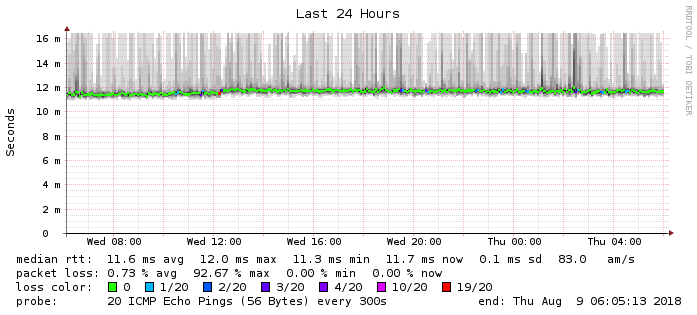 Last 24 Hours
RRDTOOL / TOBI OETIKER
Seconds
16 m
14 m
12 m
10 m
8 m
6 m
4 m
2 m
0
Wed 08:00 Wed 12:00 Wed 16:00 Wed 20:00 Thu 00:00 Thu 04:00
median rtt: 11.6 ms avg 12.0 ms max 11.3 ms min 11.7 ms now 0.1 ms sd 83.0 am/s
packet loss: 0.73 % avg 92.67 % max 0.00 % min 0.00 % now
loss color: 0 1/20 2/20 3/20 4/20 10/20 19/20
probe: 20 ICMP Echo Pings (56 Bytes) every 300s end: Thu Aug 9 06:05:13 2018